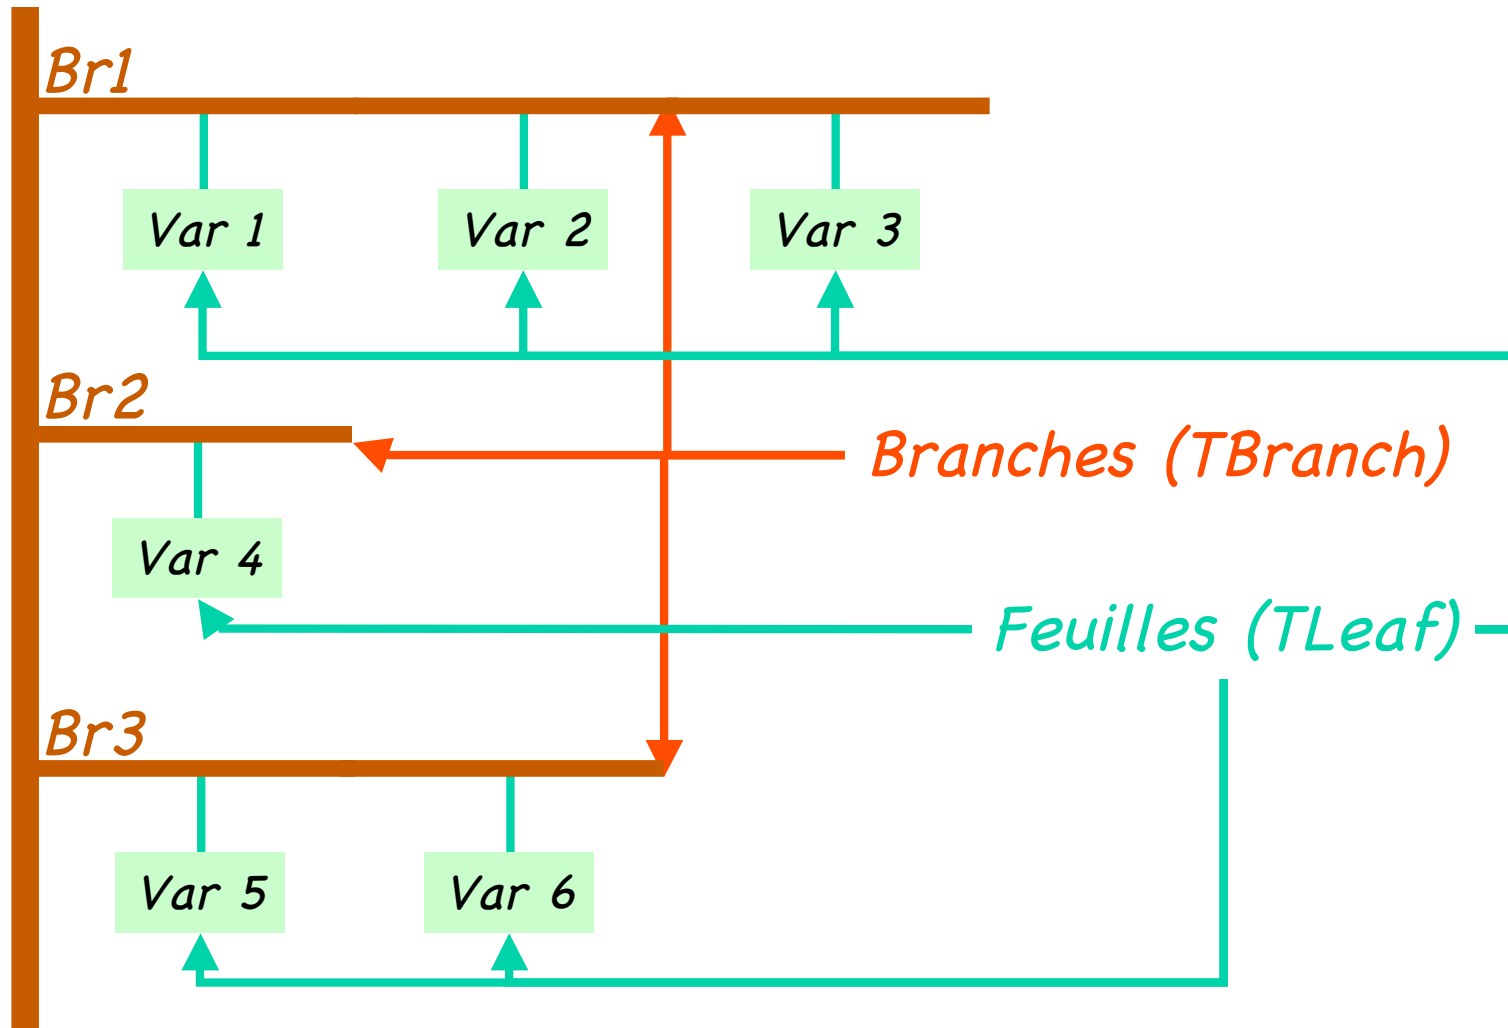 Br1
Var 1
Var 2
Var 3
Br2
Branches (TBranch)
Var 4
Feuilles (TLeaf)
Br3
Var 5
Var 6